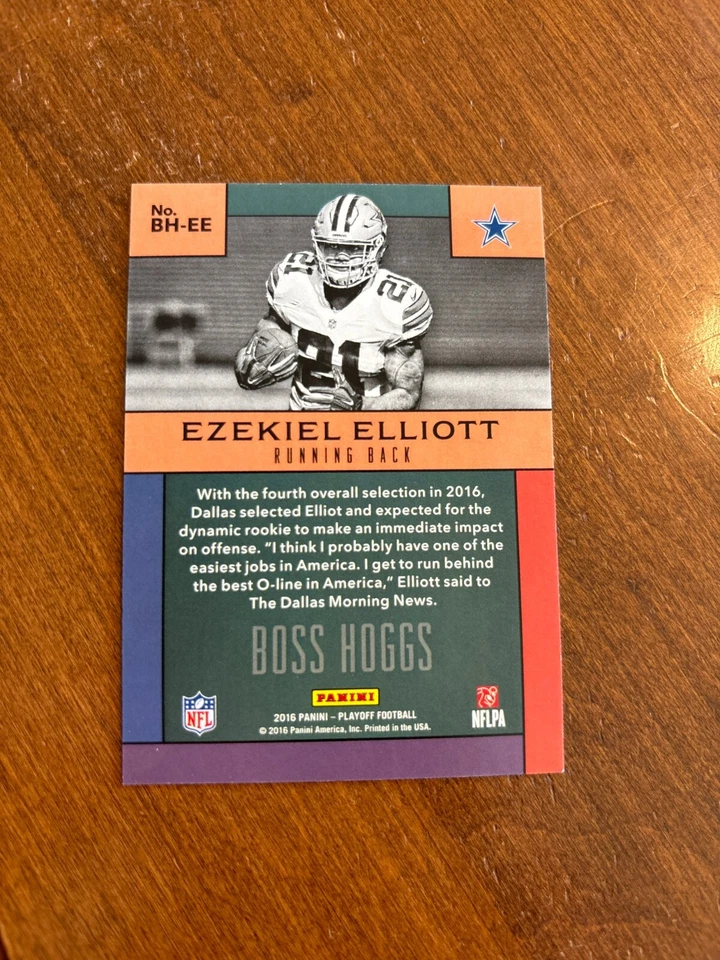 No.
BH-EE
21
21
21
EZEKIEL ELLIOTT
RUNNING BACK
With the fourth overall selection in 2016,
Dallas selected Elliot and expected for the
dynamic rookie to make an immediate impact
on offense. “I think I probably have one of the
easiest jobs in America. I get to run behind
the best O-line in America,” Elliott said to
The Dallas Morning News.
BOSS HOGGS
PANINI
NFL
2016 PANINI – PLAYOFF FOOTBALL
© 2016 Panini America, Inc. Printed in the USA.
NFLPA